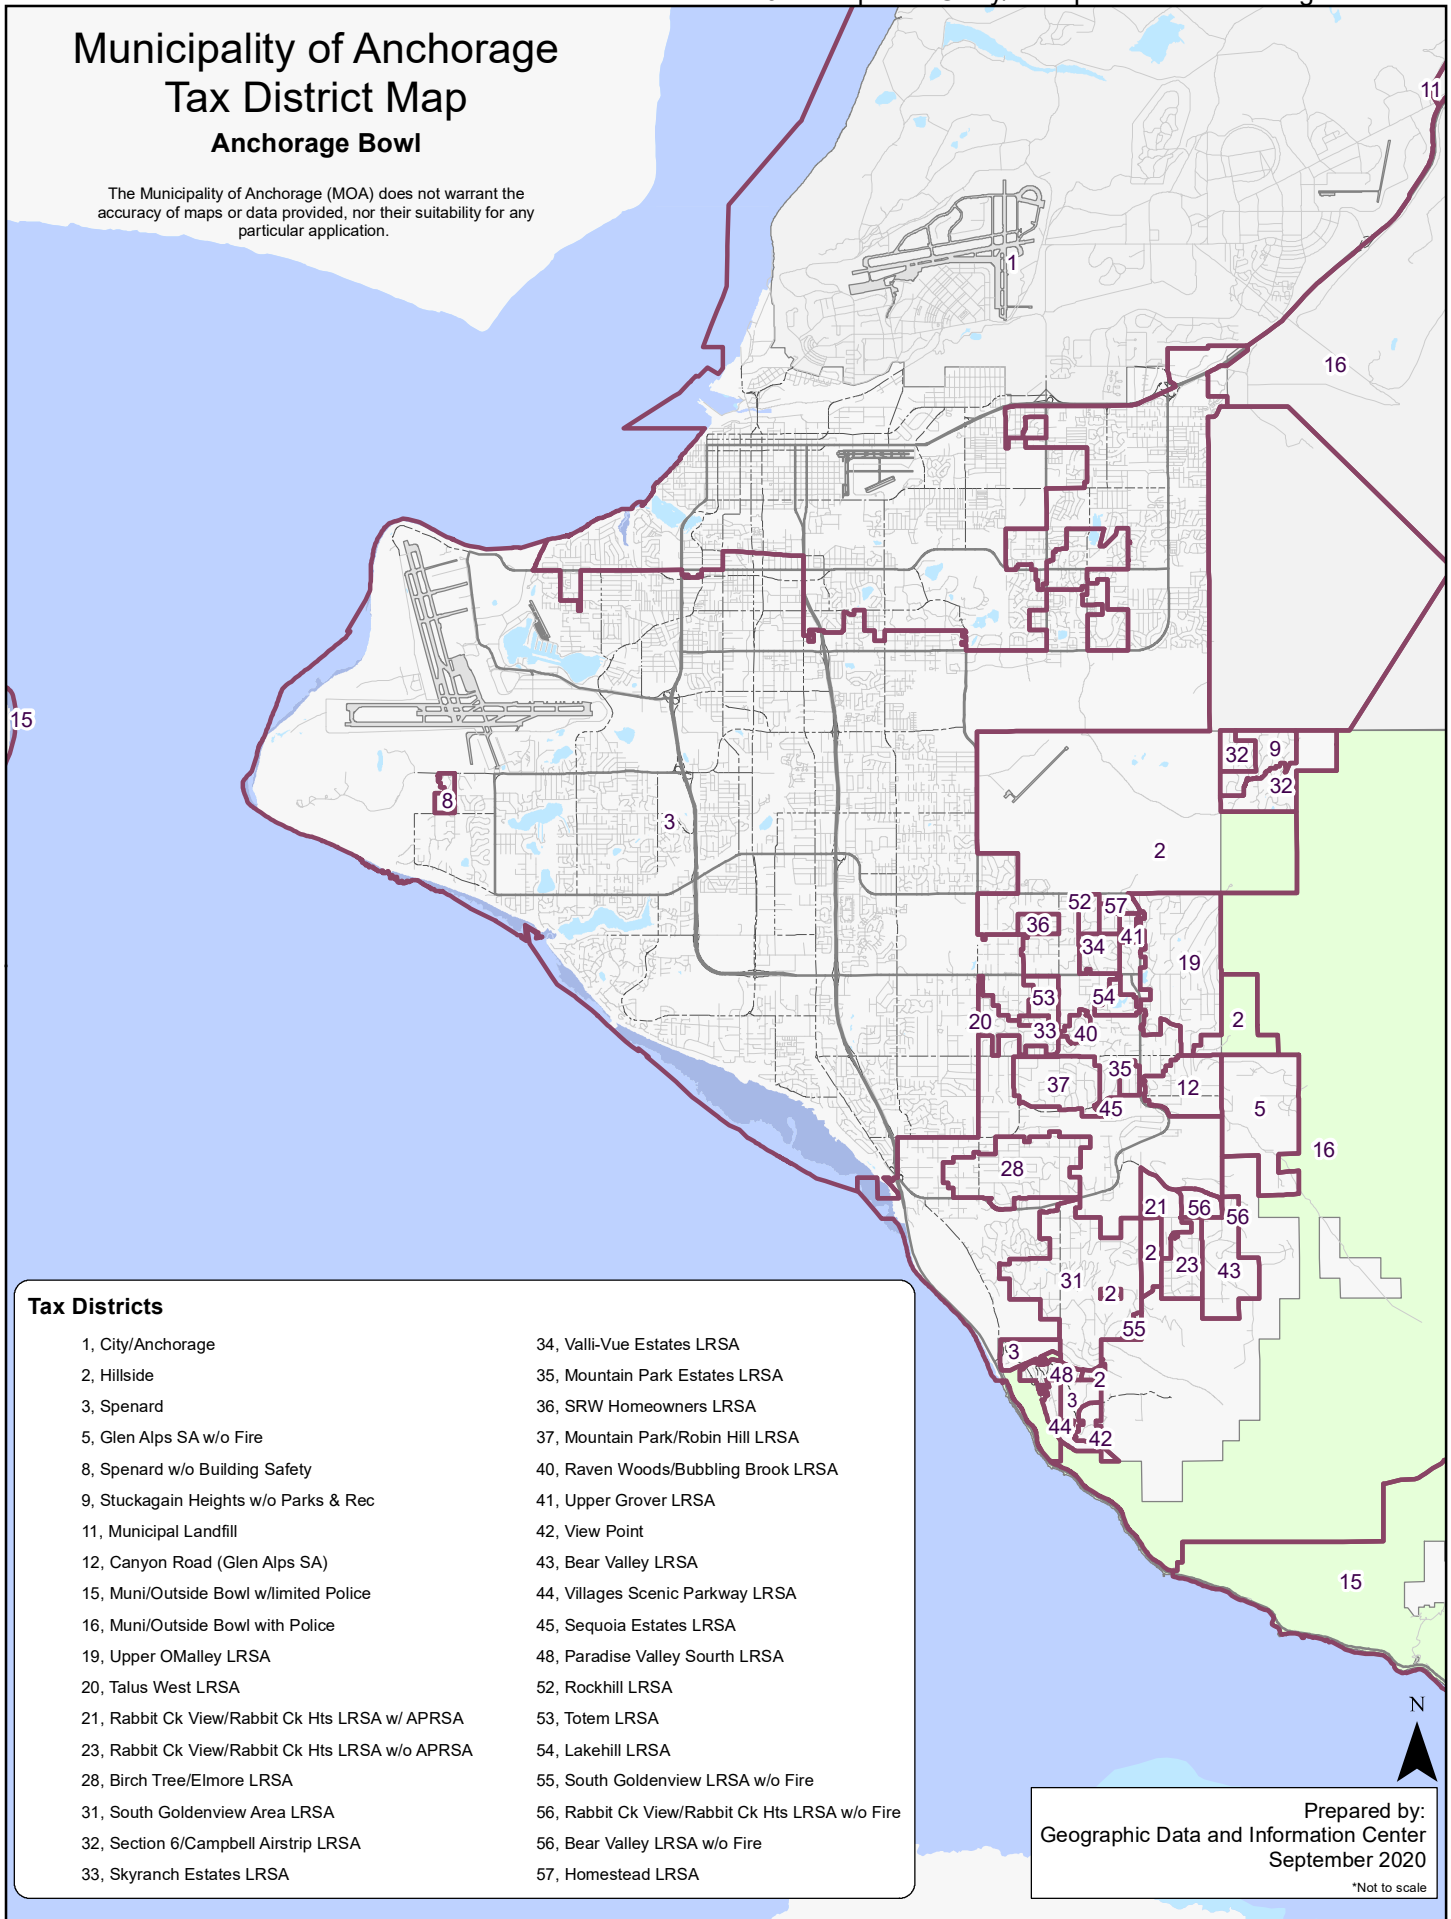 Municipality of Anchorage
Tax District Map
Anchorage Bowl
The Municipality of Anchorage (MOA) does not warrant the
accuracy of maps or data provided, nor their suitability for any
particular application.
11
1
16
15
32
9
32
8
3
2
52
57
36
41
34
19
53
54
20
2
33
40
35
37
12
45
5
16
28
21
56
56
2
23
43
31
2
55
3
48
2
3
44
42
15
Tax Districts
1, City/Anchorage
2, Hillside
3, Spenard
5, Glen Alps SA w/o Fire
8, Spenard w/o Building Safety
9, Stuckagain Heights w/o Parks & Rec
11, Municipal Landfill
12, Canyon Road (Glen Alps SA)
15, Muni/Outside Bowl w/limited Police
16, Muni/Outside Bowl with Police
19, Upper OMalley LRSA
20, Talus West LRSA
21, Rabbit Ck View/Rabbit Ck Hts LRSA w/ APRSA
23, Rabbit Ck View/Rabbit Ck Hts LRSA w/o APRSA
28, Birch Tree/Elmore LRSA
31, South Goldenview Area LRSA
32, Section 6/Campbell Airstrip LRSA
33, Skyranch Estates LRSA
34, Valli-Vue Estates LRSA
35, Mountain Park Estates LRSA
36, SRW Homeowners LRSA
37, Mountain Park/Robin Hill LRSA
40, Raven Woods/Bubbling Brook LRSA
41, Upper Grover LRSA
42, View Point
43, Bear Valley LRSA
44, Villages Scenic Parkway LRSA
45, Sequoia Estates LRSA
48, Paradise Valley Sourth LRSA
52, Rockhill LRSA
53, Totem LRSA
54, Lakehill LRSA
55, South Goldenview LRSA w/o Fire
56, Rabbit Ck View/Rabbit Ck Hts LRSA w/o Fire
56, Bear Valley LRSA w/o Fire
57, Homestead LRSA
N
Prepared by:
Geographic Data and Information Center
September 2020
*Not to scale